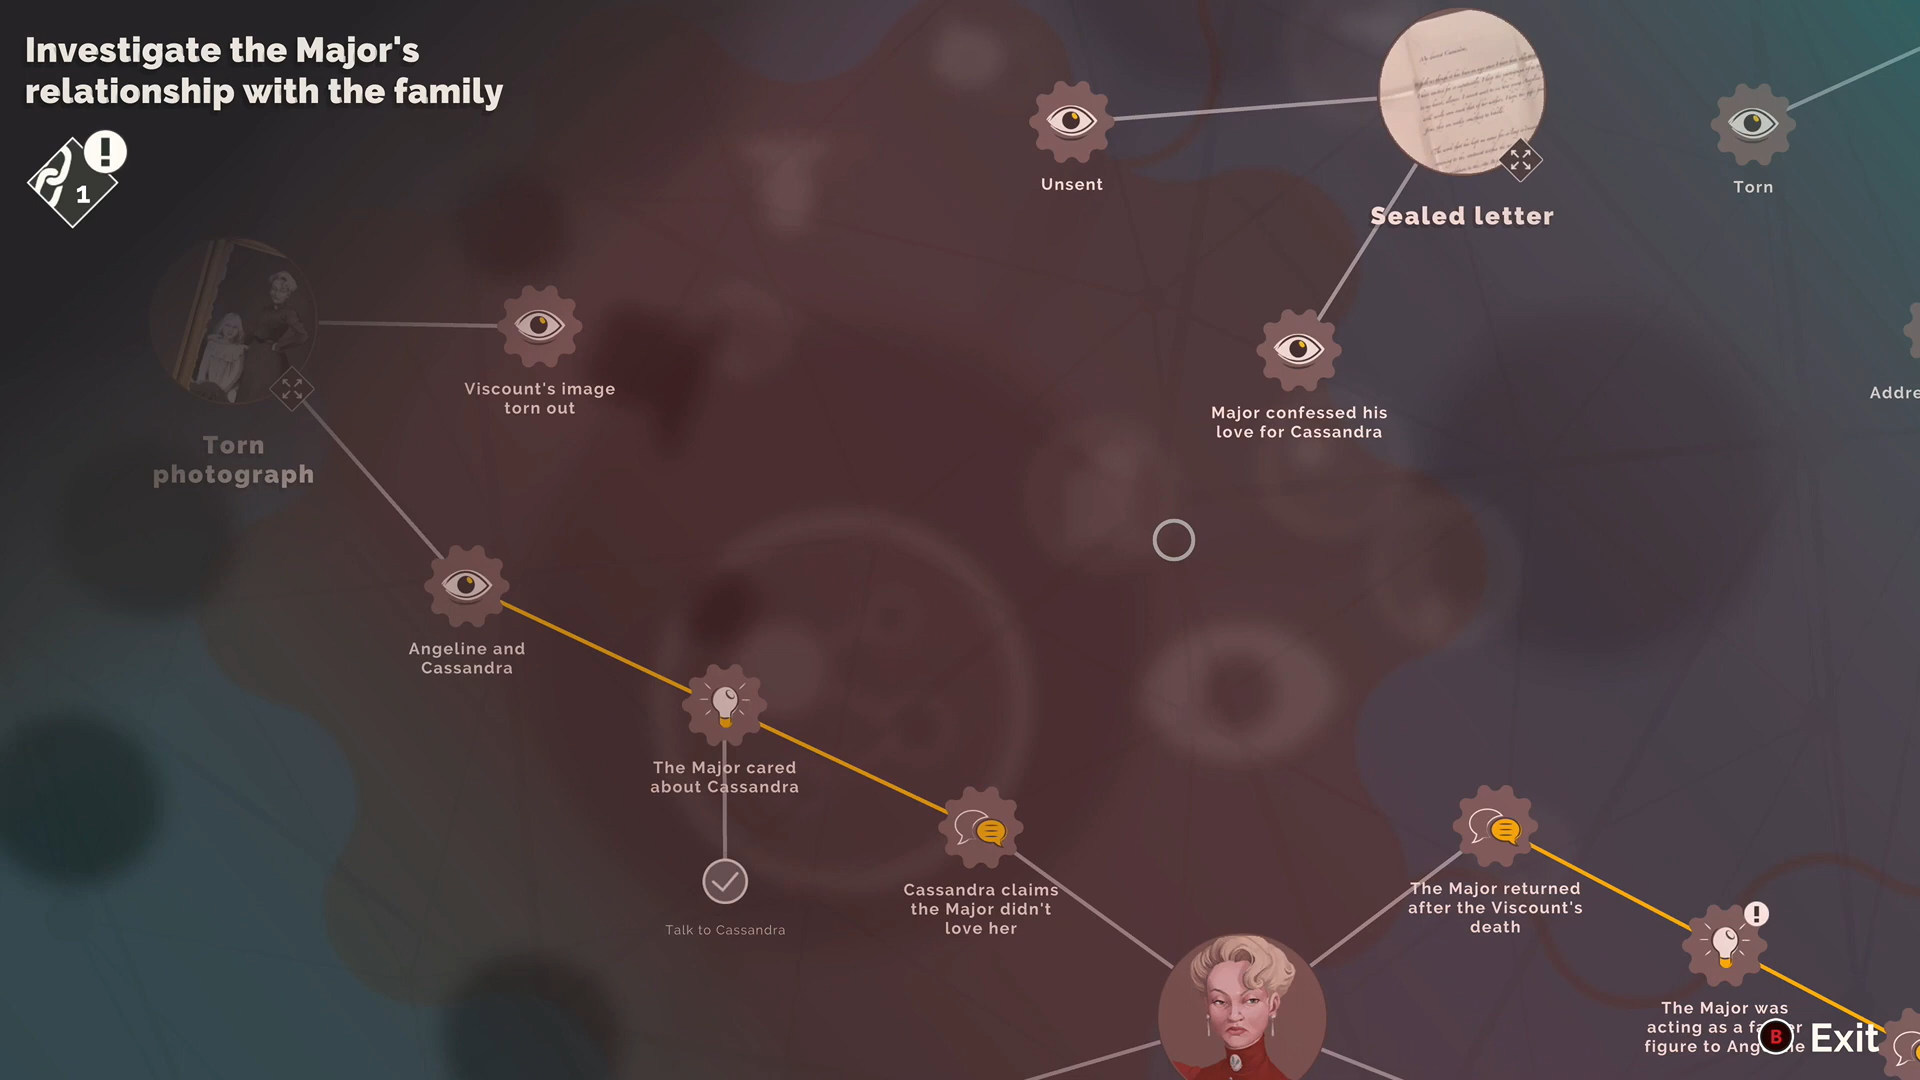 Investigate the Major's
relationship with the family
1
Unsent
Sealed letter
Torn
Viscount's image
torn out
Torn
photograph
Major confessed his
love for Cassandra
Addre
Angeline and
Cassandra
The Major cared
about Cassandra
Talk to Cassandra
Cassandra claims
the Major didn't
love her
The Major returned
after the Viscount's
death
The Major was
acting as a
figure to
B Exit